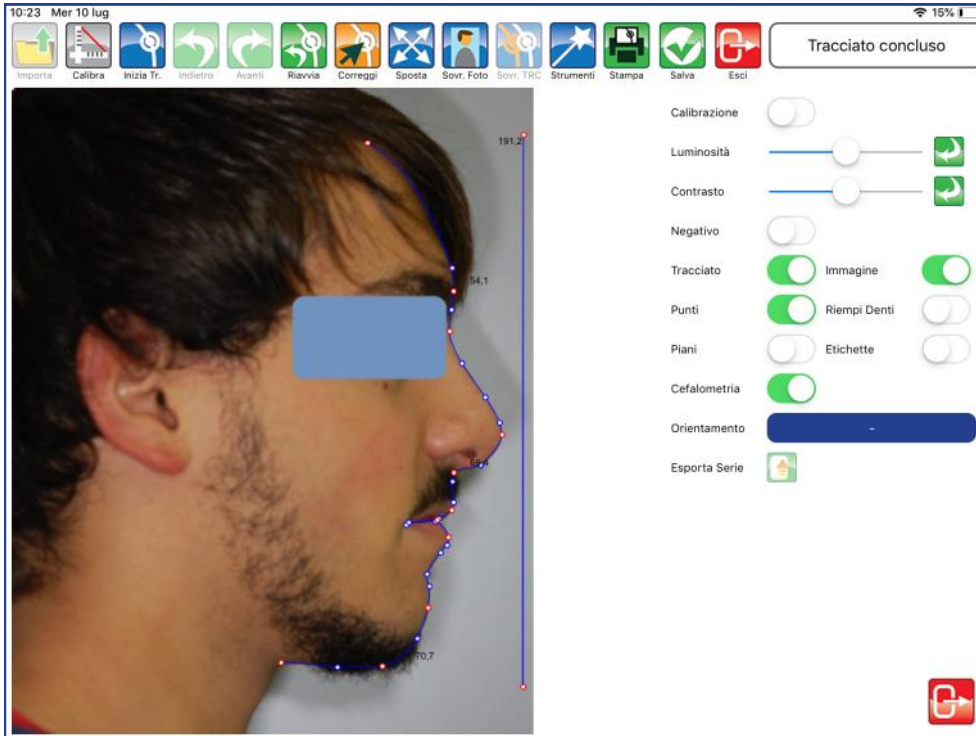 10:23 Mer 10 lug 15%
Importa Calibra Inizia Tr. Indietro Avanti Riavvia Correggi Sposta Sovr. Foto Sovr. TRC Strumenti Stampa Salva Esci
Tracciato concluso
191,2
54,1
66,4
70,7
Calibrazione
Luminosità
Contrasto
Negativo
Tracciato Immagine
Punti Riempi Denti
Piani Etichette
Cefalometria
Orientamento -
Esporta Serie